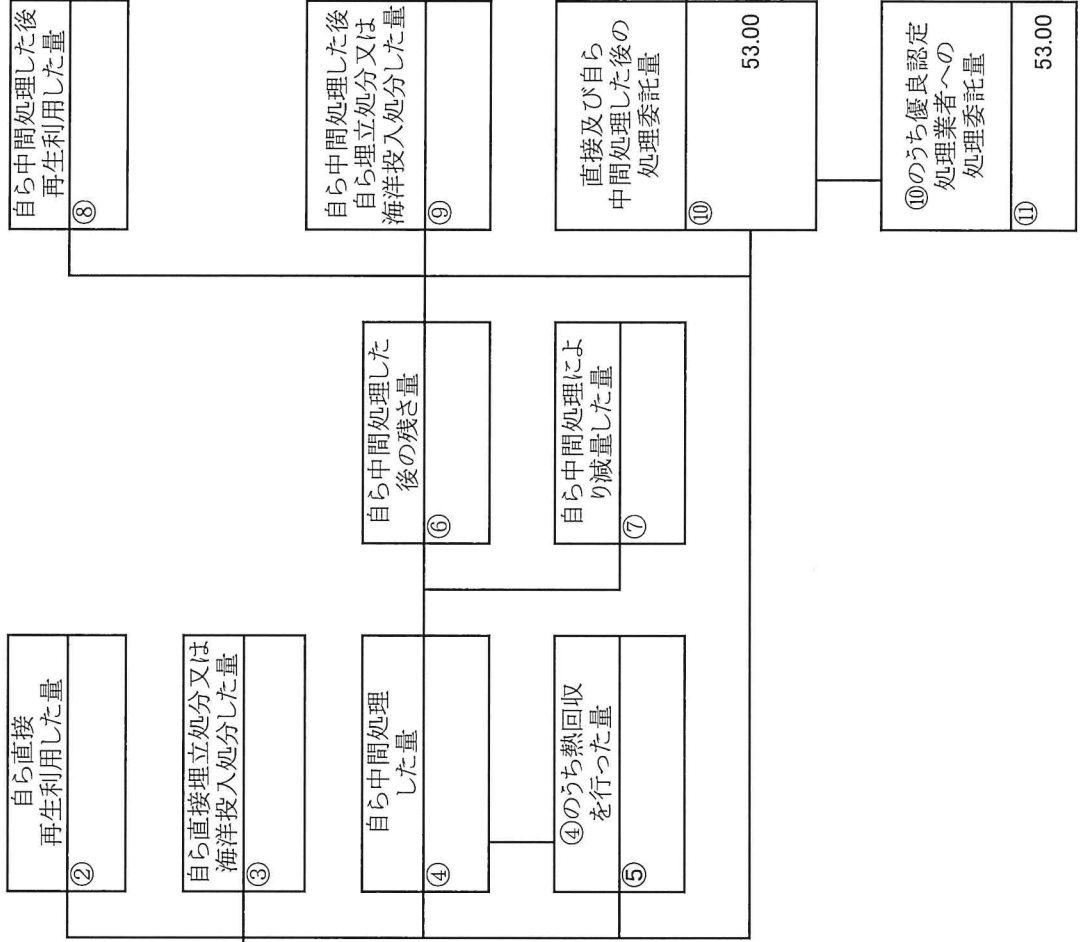 自ら直接
再生利用した量
②
自ら直接埋立処分又は
海洋投入処分した量
③
自ら中間処理
した量
④
④のうち熱回収
を行った量
⑤
自ら中間処理した
後の残さ量
⑥
自ら中間処理によ
り減量した量
⑦
自ら中間処理した後
再生利用した量
⑧
自ら中間処理した後
自ら埋立処分又は
海洋投入処分した量
⑨
直接及び自ら
中間処理した後の
処理委託量
⑩
53.00
⑩のうち優良認定
処理業者への
処理委託量
⑪
53.00